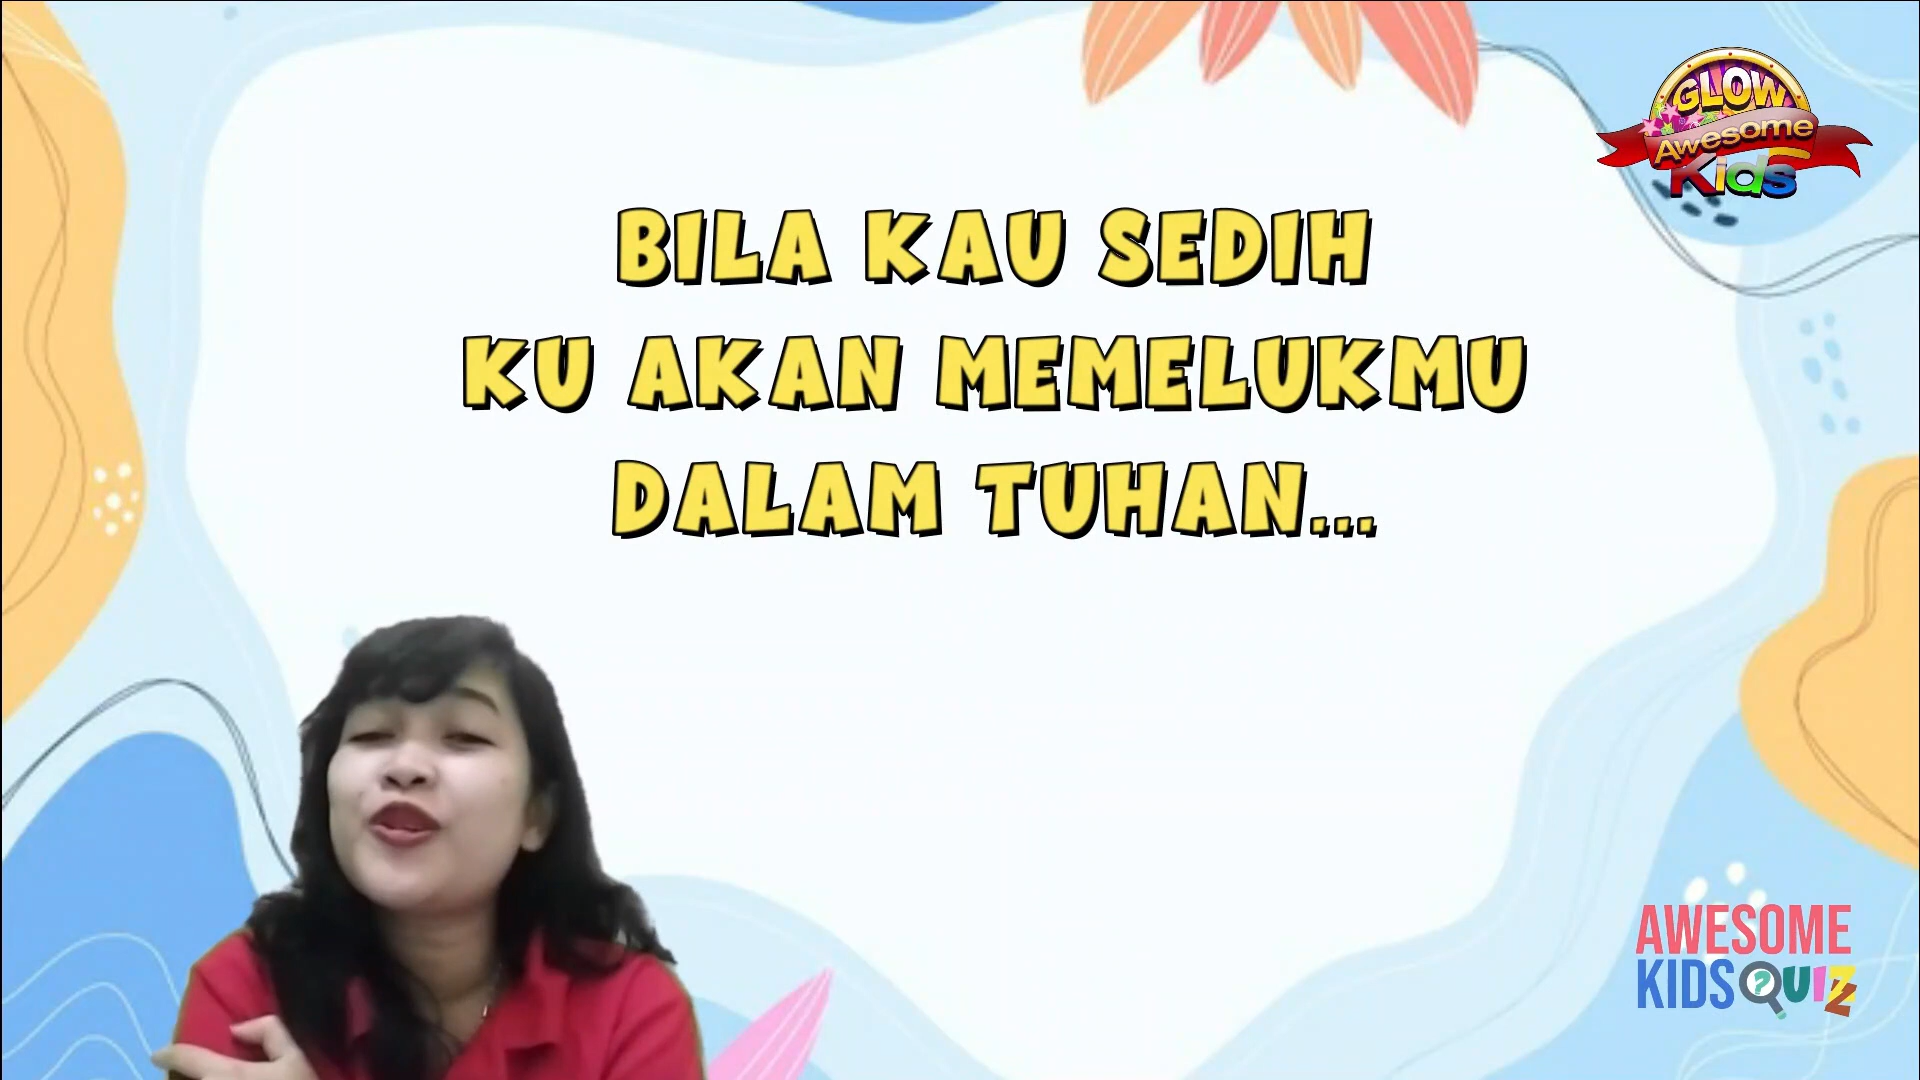 GLOW
Awesome
Kids
BILA KAU SEDIH
KU AKAN MEMELUKMU
DALAM TUHAN...
AWESOME
KIDS QUIZ